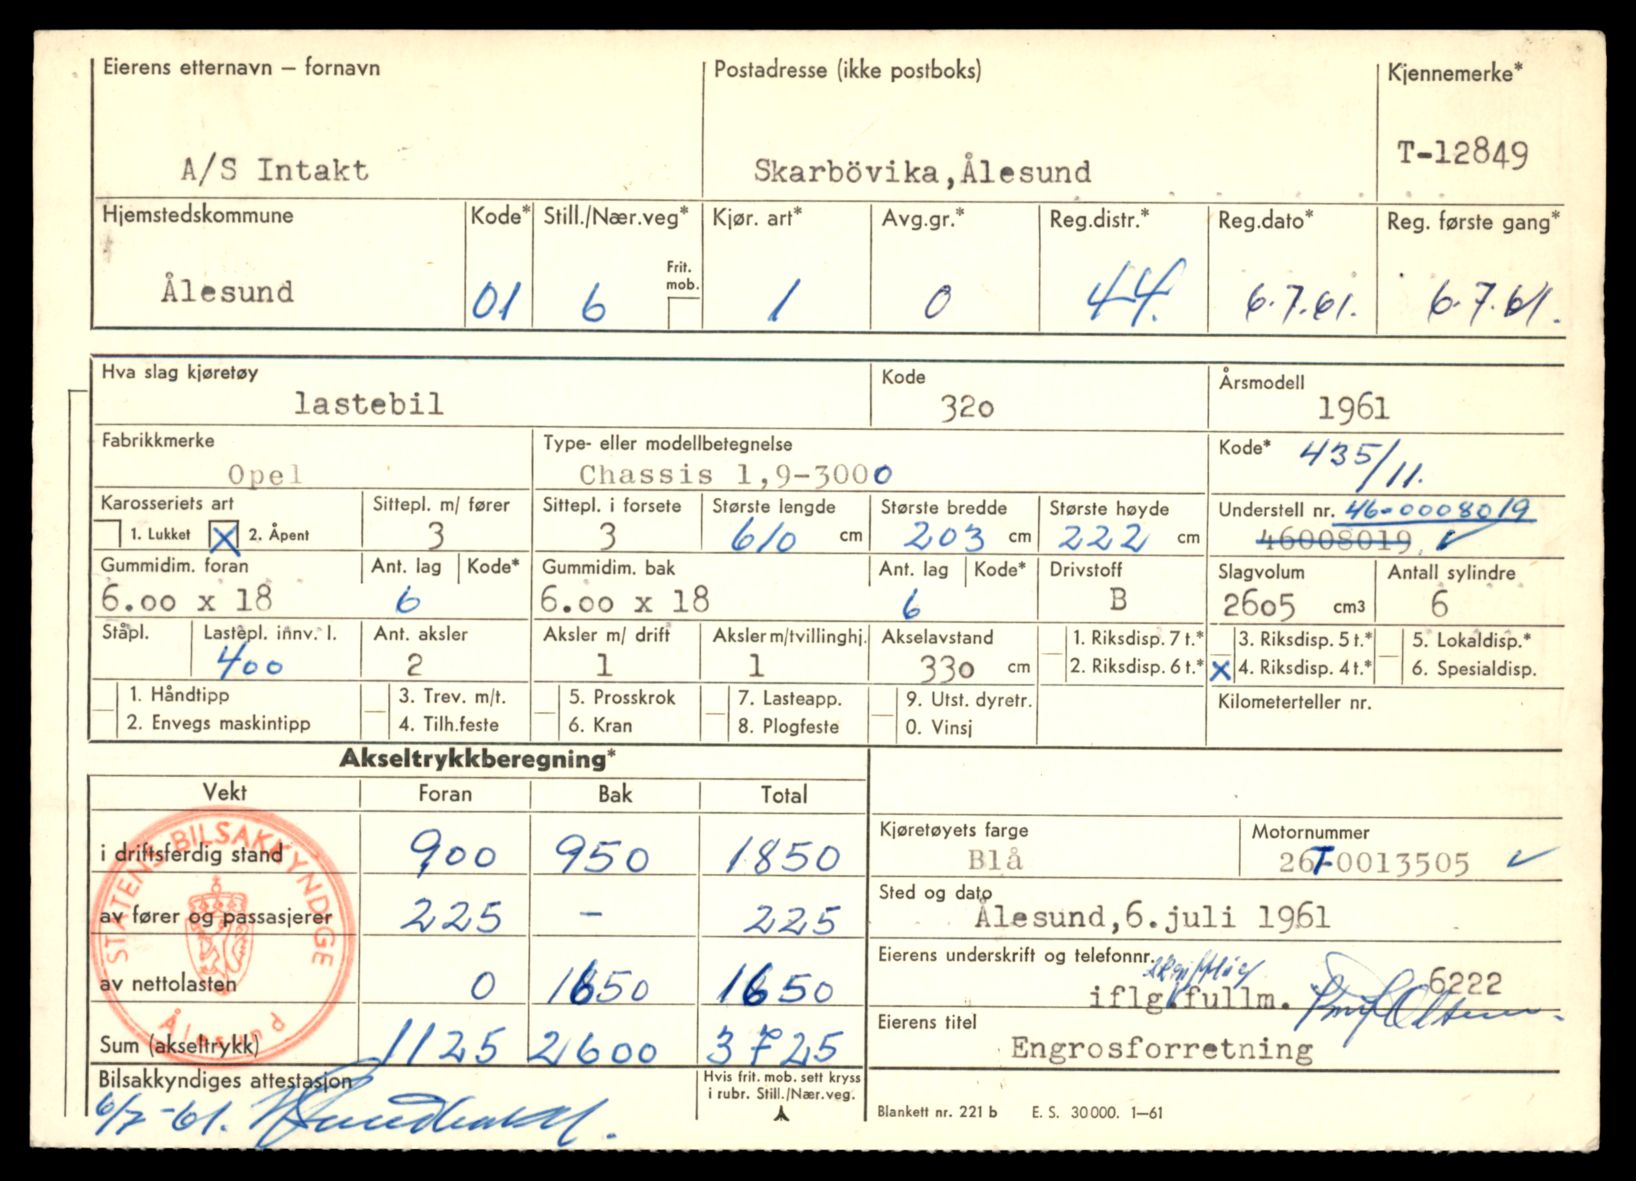 Eierens etternavn – fornavn Postadresse (ikke postboks) Kjennemerke*
A/S Intakt Skarbövika, Ålesund T-12849
Hjemstedskommune Kode* Still./Nær.veg* Kjør. art* Avg.gr.* Reg.distr.* Reg.dato* Reg. første gang*
Frit. mob.
Ålesund 01 6 1 0 44. 6.7.61. 6.7.61.
Hva slag kjøretøy Kode Årsmodell
lastebil 32o 1961
Fabrikkmerke Type- eller modellbetegnelse Kode* 435/11.
Opel Chassis 1,9-3000
Karosseriets art Sittepl. m/ fører Sittepl. i forsete Største lengde Største bredde Største høyde Understell nr. 46-0008019
1. Lukket X 2. Åpent 3 3 610 cm 203 cm 222 cm 46008019 ✓
Gummidim. foran Ant. lag Kode* Gummidim. bak Ant. lag Kode* Drivstoff Slagvolum Antall sylindre
6.oo x 18 6 6.oo x 18 6 B 26o5 cm3 6
Ståpl. Lastepl. innv. l. Ant. aksler Aksler m/ drift Aksler m/tvillinghj. Akselavstand 1. Riksdisp. 7 t.* 3. Riksdisp. 5 t.* 5. Lokaldisp.*
400 2 1 1 33o cm 2. Riksdisp. 6 t.* X 4. Riksdisp. 4 t.* 6. Spesialdisp.
1. Håndtipp 3. Trev. m/t. 5. Prosskrok 7. Lasteapp. 9. Utst. dyretr. Kilometerteller nr.
2. Envegs maskintipp 4. Tilh.feste 6. Kran 8. Plogfeste 0. Vinsj
Akseltrykkberegning*
Vekt Foran Bak Total
i driftsferdig stand 900 950 1850
av fører og passasjerer 225 – 225
av nettolasten 0 1650 1650
Sum (akseltrykk) 1125 2600 3725
STATENS BILSAKKYNDIGE
Ålesund
Kjøretøyets farge Motornummer
Blå 26T-0013505 ✓
Sted og dato
Ålesund, 6.juli 1961
Eierens underskrift og telefonnr.
6222
iflg. fullm.
Eierens titel
Engrosforretning
Bilsakkyndiges attestasjon Hvis frit. mob. sett kryss
i rubr. Still./Nær.veg.
6/7-61.
Blankett nr. 221 b E. S. 30 000. 1–61